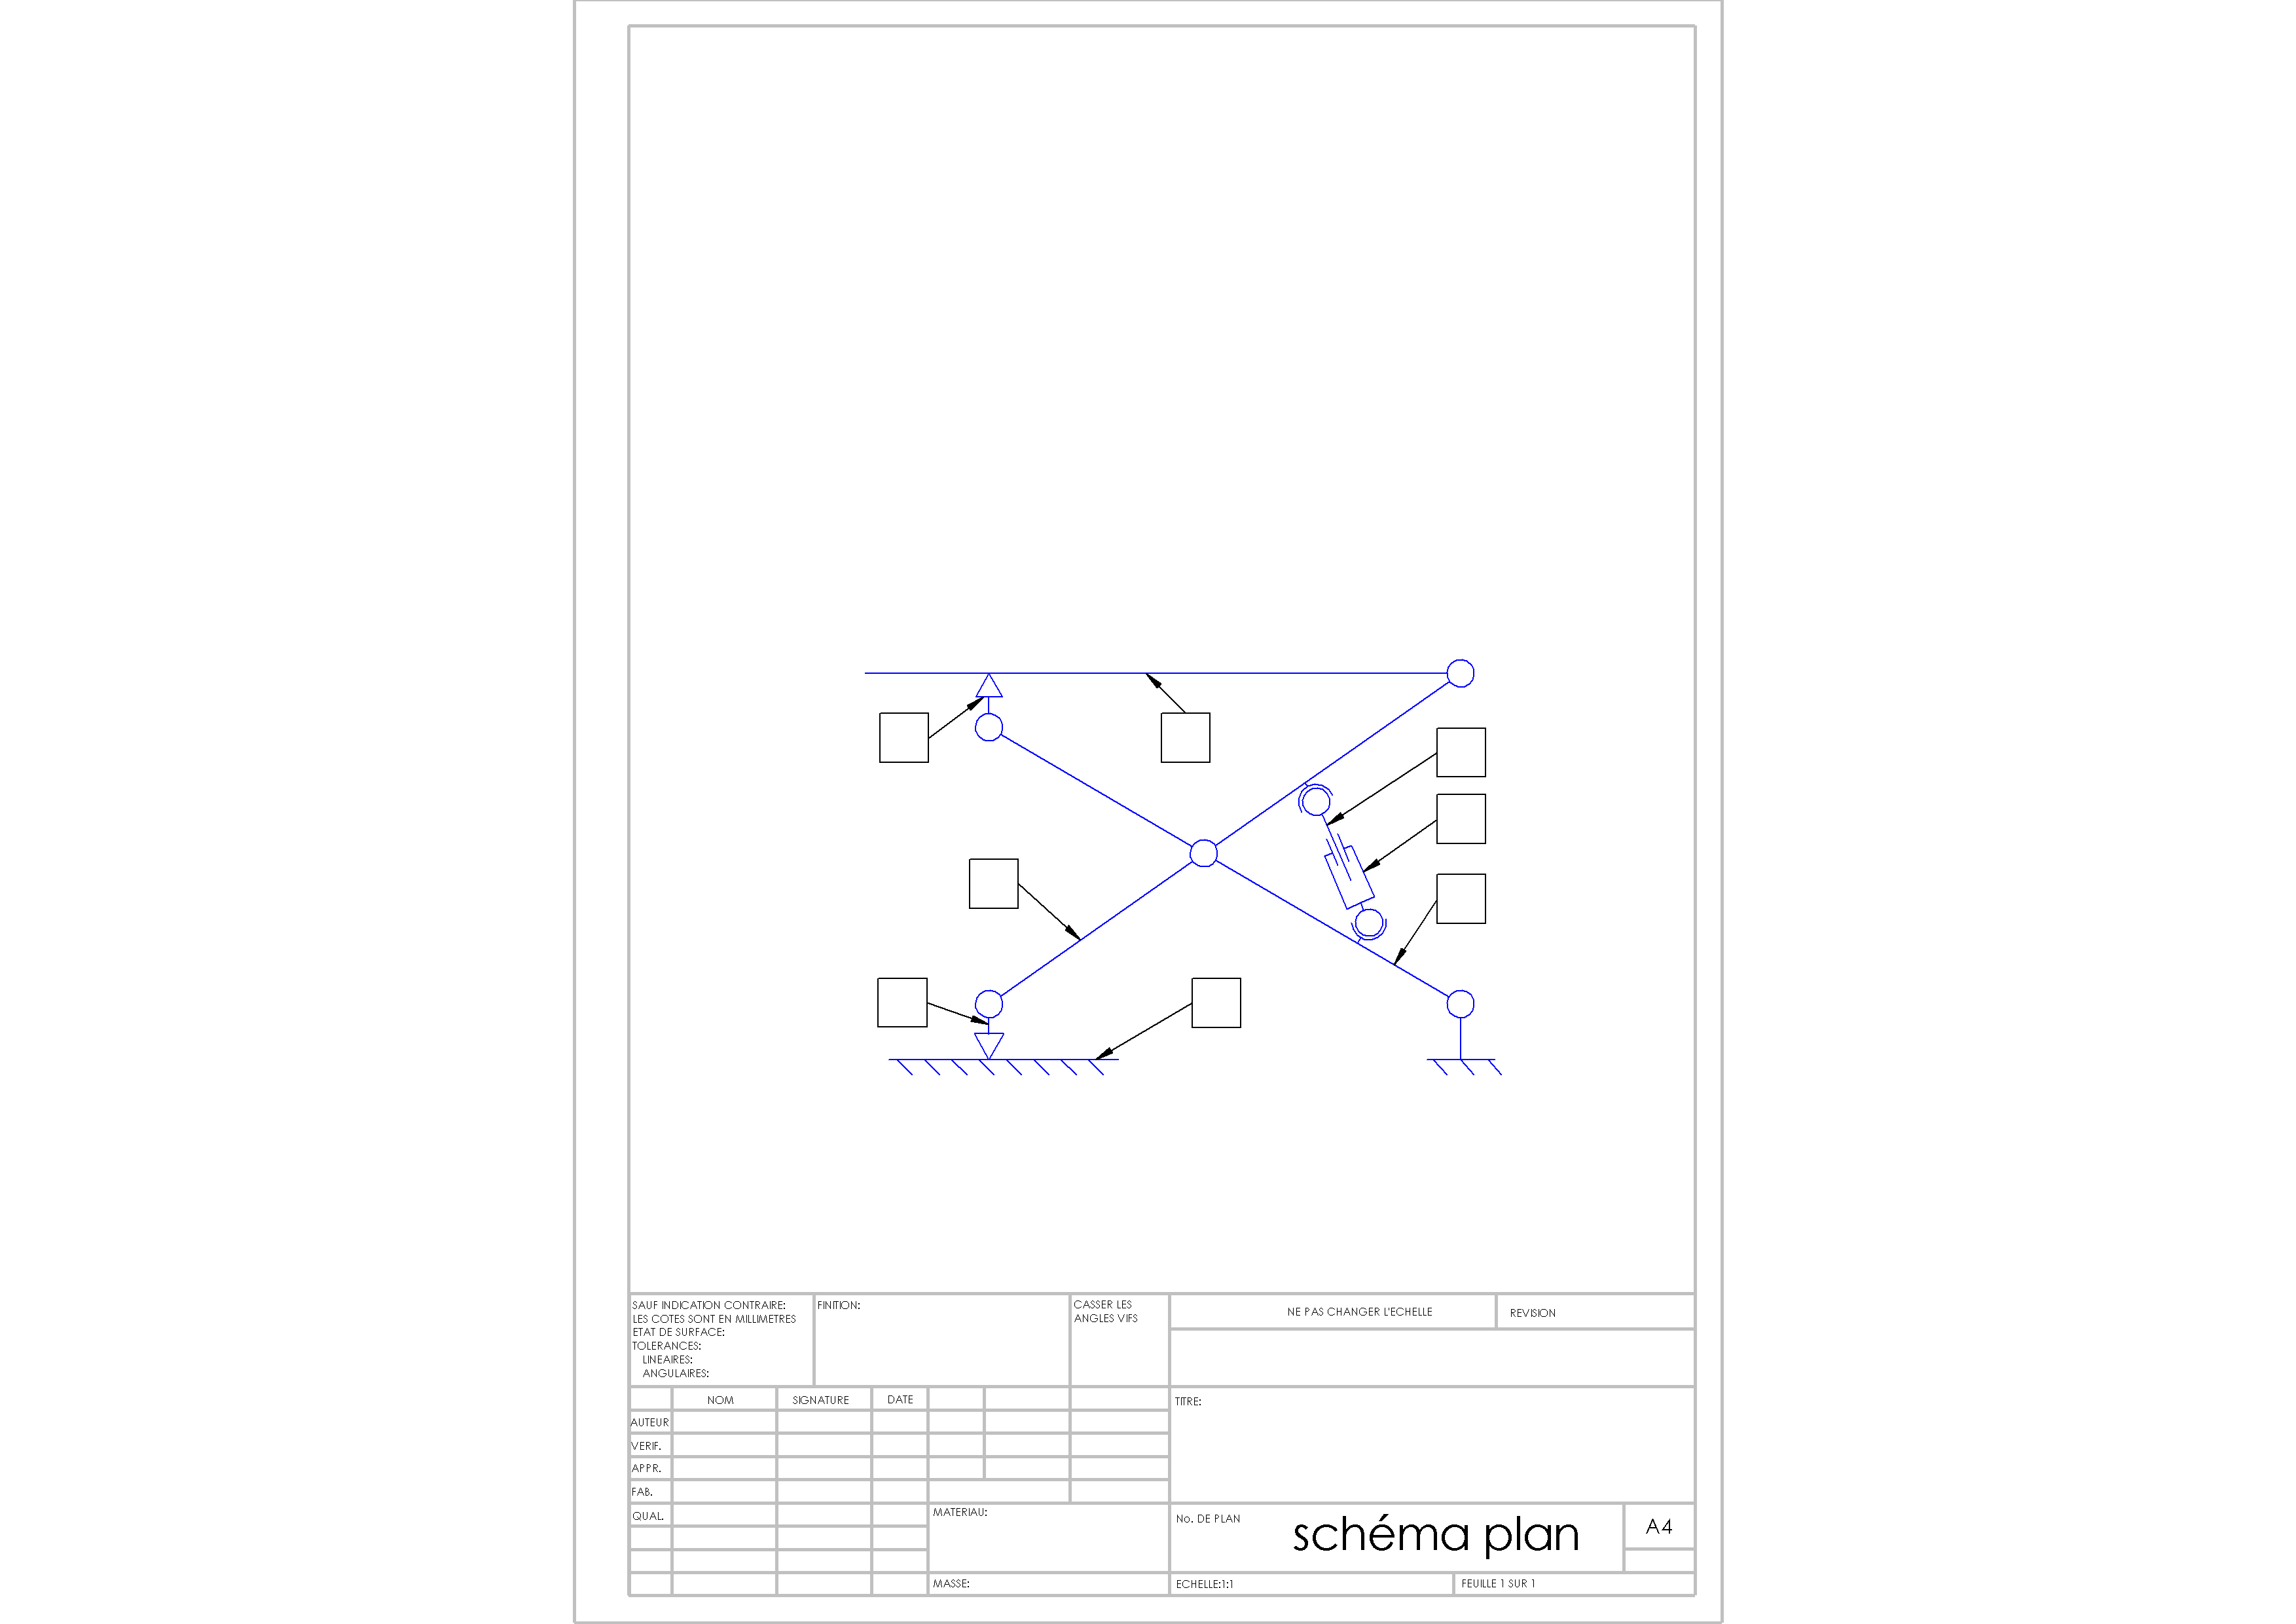 SAUF INDICATION CONTRAIRE:
LES COTES SONT EN MILLIMETRES
ETAT DE SURFACE:
TOLERANCES:
LINEAIRES:
ANGULAIRES:
FINITION:
CASSER LES
ANGLES VIFS
NE PAS CHANGER L'ECHELLE
REVISION
NOM
SIGNATURE
DATE
AUTEUR
VERIF.
APPR.
FAB.
QUAL.
TITRE:
MATERIAU:
No. DE PLAN
schéma plan
A4
MASSE:
ECHELLE:1:1
FEUILLE 1 SUR 1